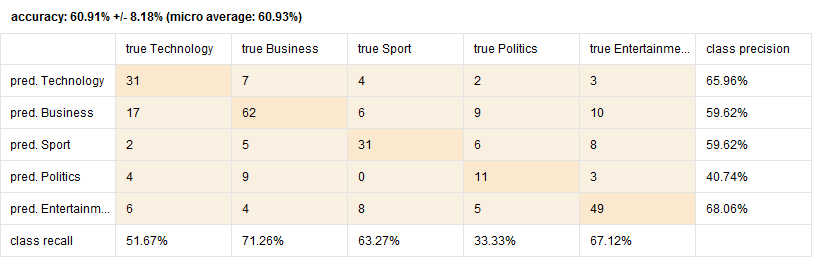 accuracy: 60.91% +/- 8.18% (micro average: 60.93%)
true Technology true Business true Sport true Politics true Entertainme... class precision
pred. Technology 31 7 4 2 3 65.96%
pred. Business 17 62 6 9 10 59.62%
pred. Sport 2 5 31 6 8 59.62%
pred. Politics 4 9 0 11 3 40.74%
pred. Entertainm... 6 4 8 5 49 68.06%
class recall 51.67% 71.26% 63.27% 33.33% 67.12%